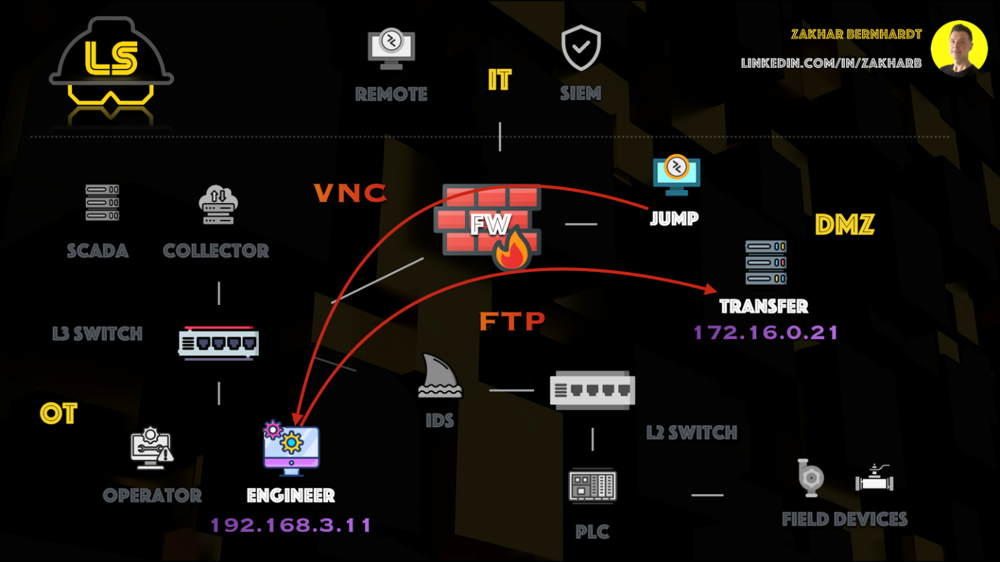 LS
REMOTE
IT
SIEM
ZAKHAR BERNHARDT
LINKEDIN.COM/IN/ZAKHARB
SCADA
COLLECTOR
VNC
FW
JUMP
DMZ
TRANSFER
172.16.0.21
FTP
L3 SWITCH
OT
IDS
L2 SWITCH
OPERATOR
ENGINEER
192.168.3.11
PLC
FIELD DEVICES